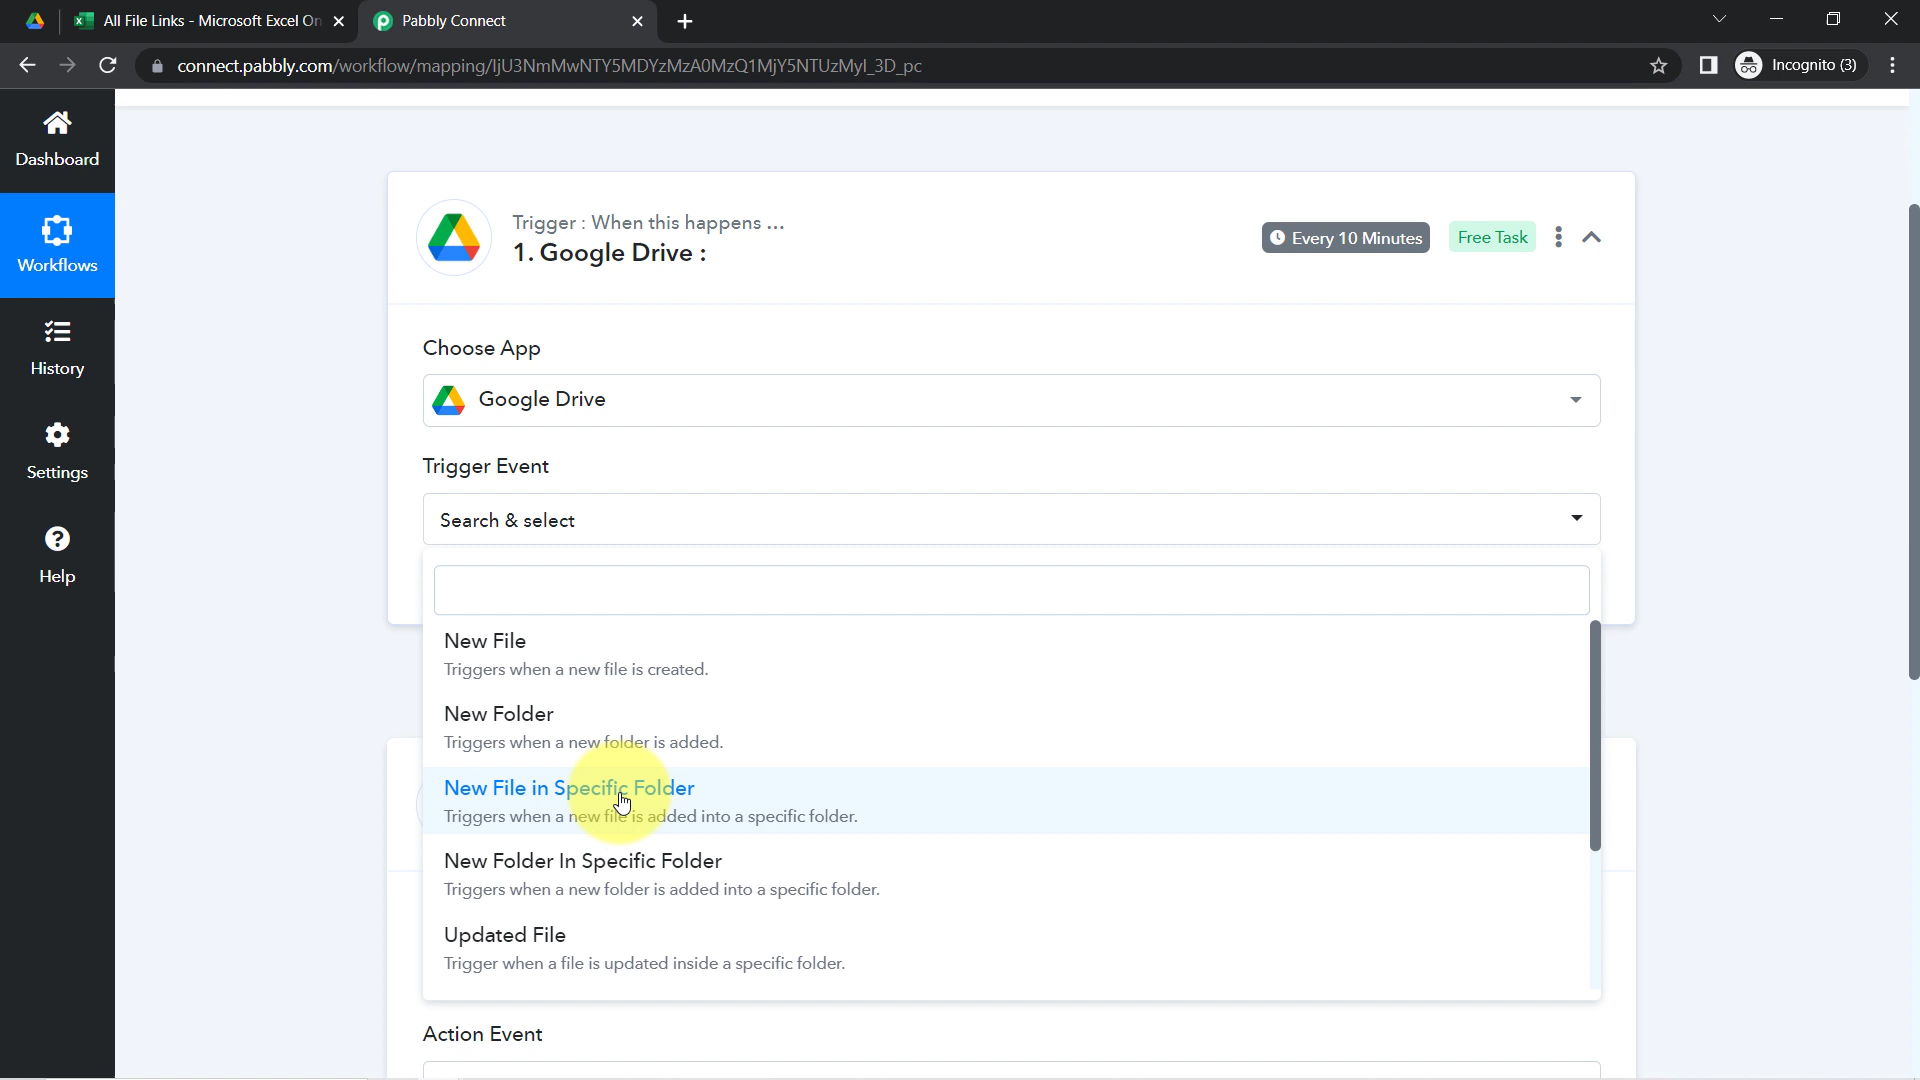 All File Links - Microsoft Excel On
Pabbly Connect
connect.pabbly.com/workflow/mapping/IjU3NmMwNTY5MDYzMzA0MzQ1MjY5NTUzMyI_3D_pc
Incognito (3)
Dashboard
Workflows
History
Settings
Help
Trigger : When this happens ...
1. Google Drive :
Every 10 Minutes
Free Task
Choose App
Google Drive
Trigger Event
Search & select
New File
Triggers when a new file is created.
New Folder
Triggers when a new folder is added.
New File in Specific Folder
Triggers when a new file is added into a specific folder.
New Folder In Specific Folder
Triggers when a new folder is added into a specific folder.
Updated File
Trigger when a file is updated inside a specific folder.
Action Event